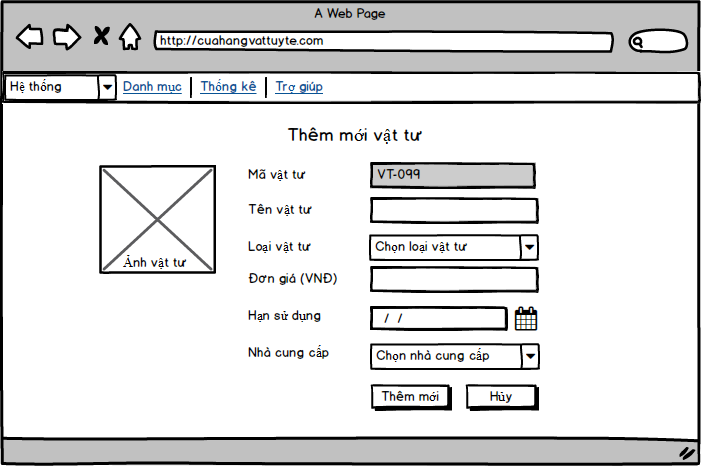 A Web Page
http://cuahangvattuyte.com
Hệ thống Danh mục Thống kê Trợ giúp
Thêm mới vật tư
Mã vật tư VT-099
Tên vật tư
Loại vật tư Chọn loại vật tư
Ảnh vật tư
Đơn giá (VNĐ)
Hạn sử dụng / /
Nhà cung cấp Chọn nhà cung cấp
Thêm mới Hủy